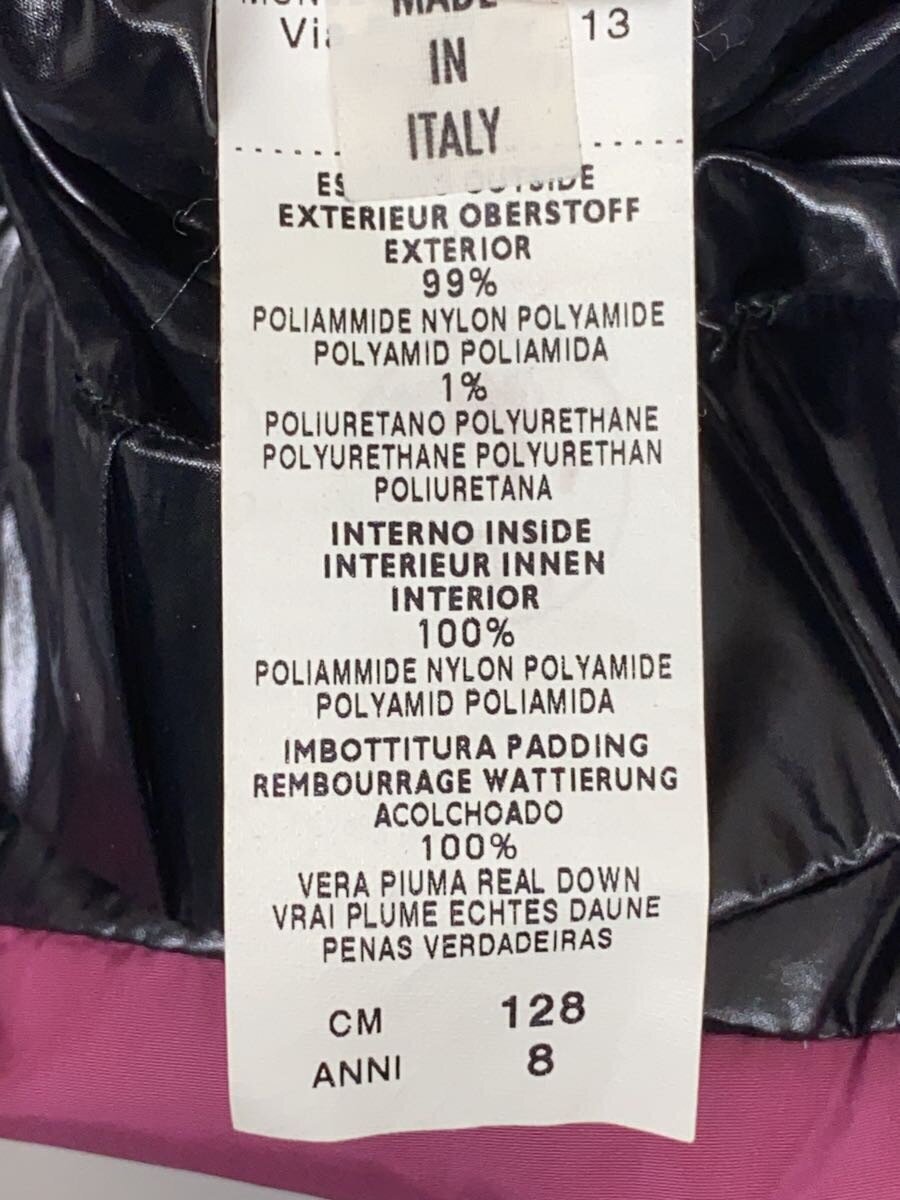 MADE
13
IN
ITALY
OUTSIDE
EXTERIEUR OBERSTOFF
EXTERIOR
99%
POLIAMMIDE NYLON POLYAMIDE
POLYAMID POLIAMIDA
1%
POLIURETANO POLYURETHANE
POLYURETHANE POLYURETHAN
POLIURETANA
INTERNO INSIDE
INTERIEUR INNEN
INTERIOR
100%
POLIAMMIDE NYLON POLYAMIDE
POLYAMID POLIAMIDA
IMBOTTITURA PADDING
REMBOURRAGE WATTIERUNG
ACOLCHOADO
100%
VERA PIUMA REAL DOWN
VRAI PLUME ECHTES DAUNE
PENAS VERDADEIRAS
CM 128
ANNI 8